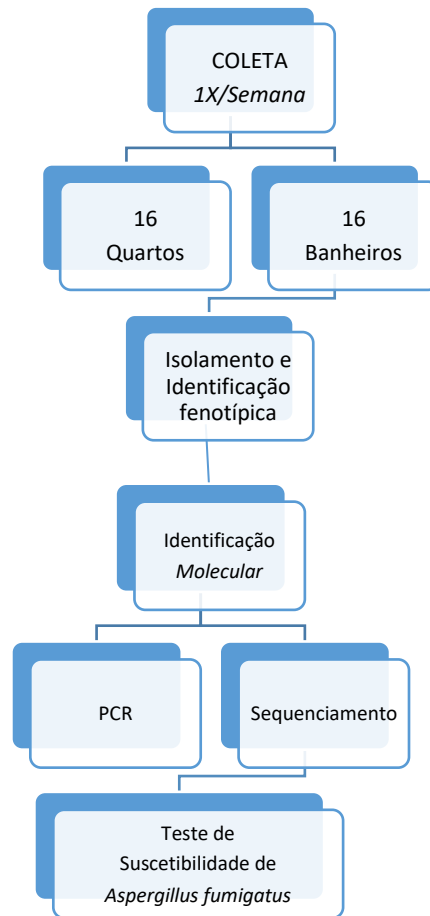 COLETA
1X/Semana
16
Quartos
16
Banheiros
Isolamento e
Identificação
fenotípica
Identificação
Molecular
PCR
Sequenciamento
Teste de
Suscetibilidade de
Aspergillus fumigatus